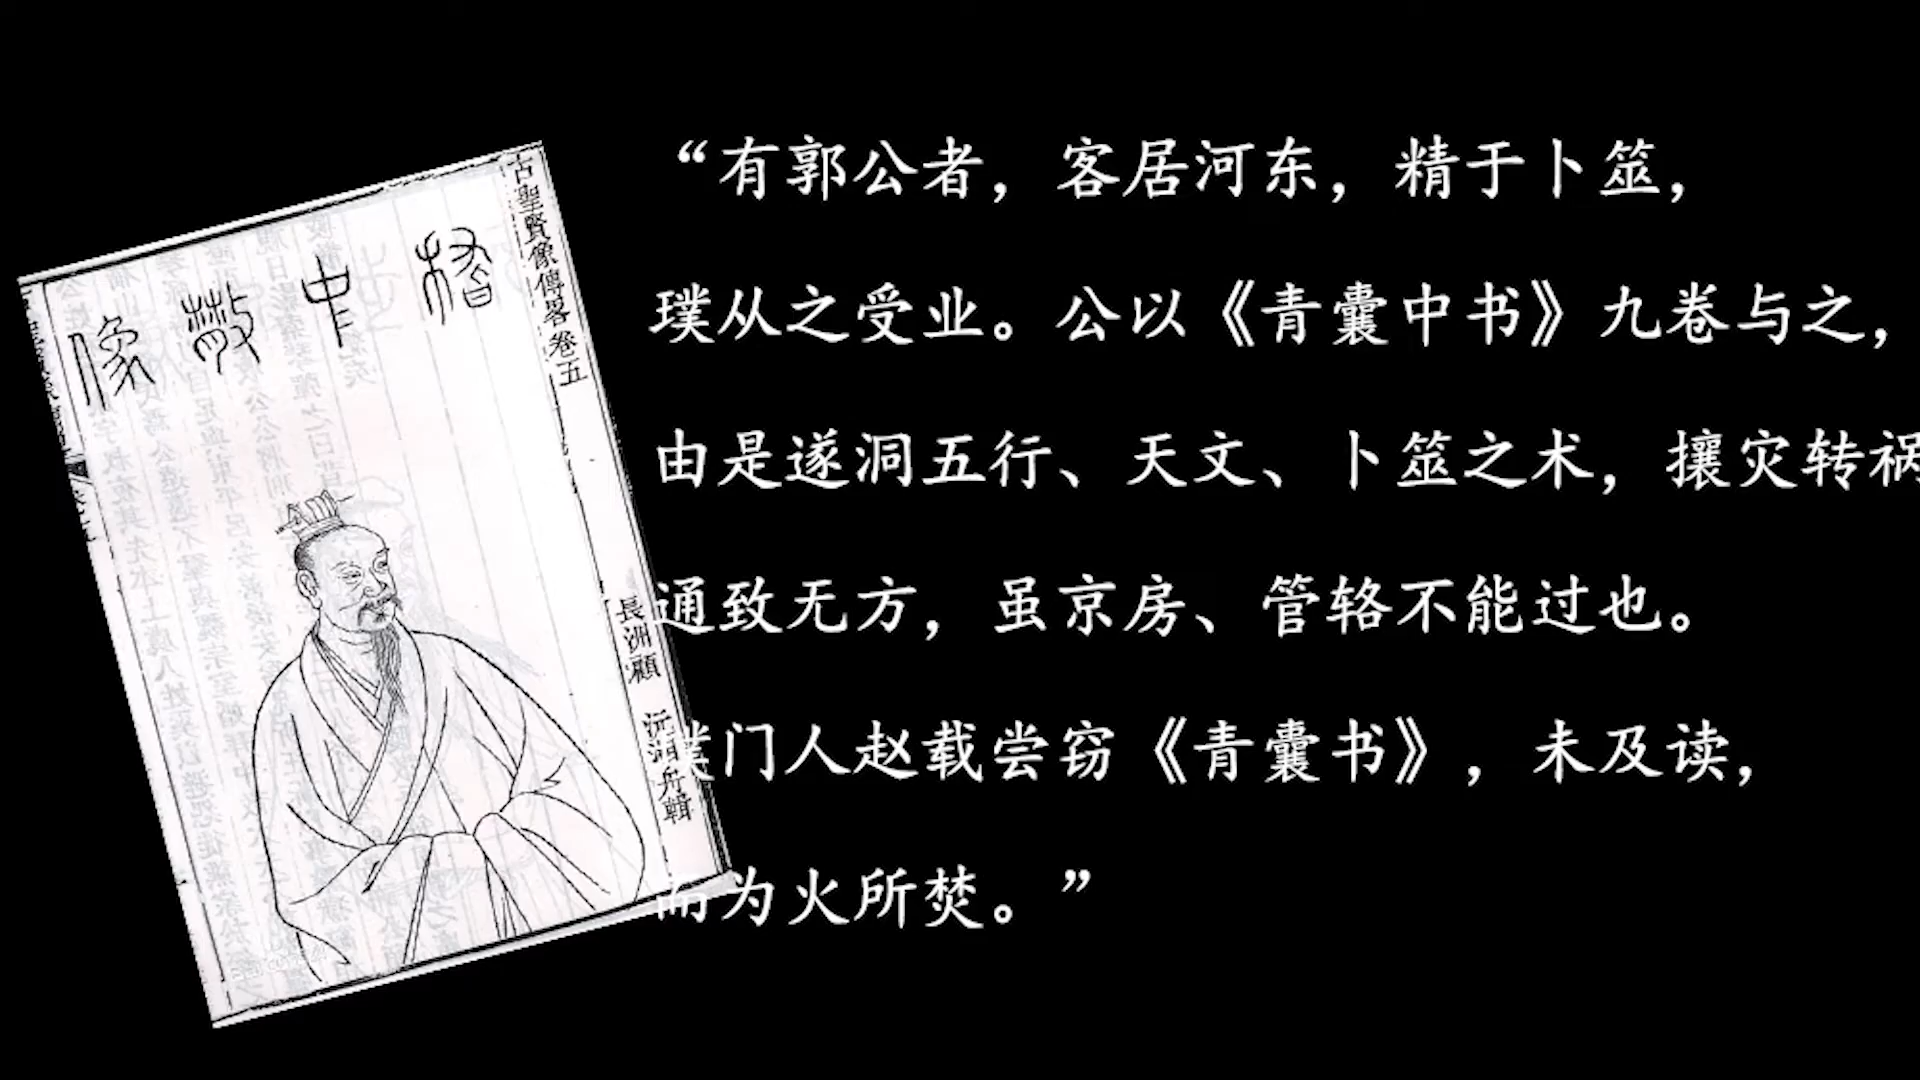 “有郭公者，客居河东，精于卜筮，
璞从之受业。公以《青囊中书》九卷与之，
由是遂洞五行、天文、卜筮之术，攘灾转祸
通致无方，虽京房、管辂不能过也。
璞门人赵载尝窃《青囊书》，未及读，
而为火所焚。”
古聖賢像傳畧卷五
長洲顧沅湘舟輯
嵇中散像